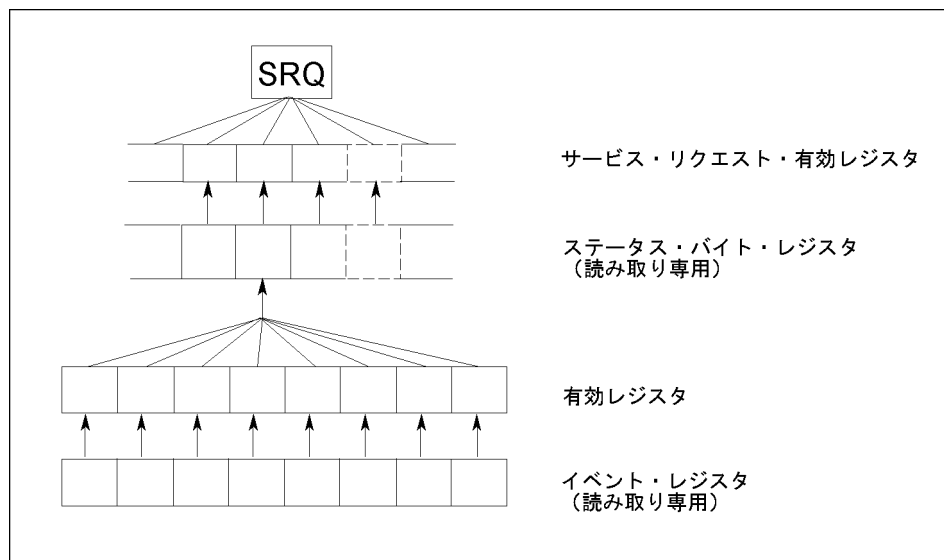 SRQ
サービス・リクエスト・有効レジスタ
ステータス・バイト・レジスタ
（読み取り専用）
有効レジスタ
イベント・レジスタ
（読み取り専用）